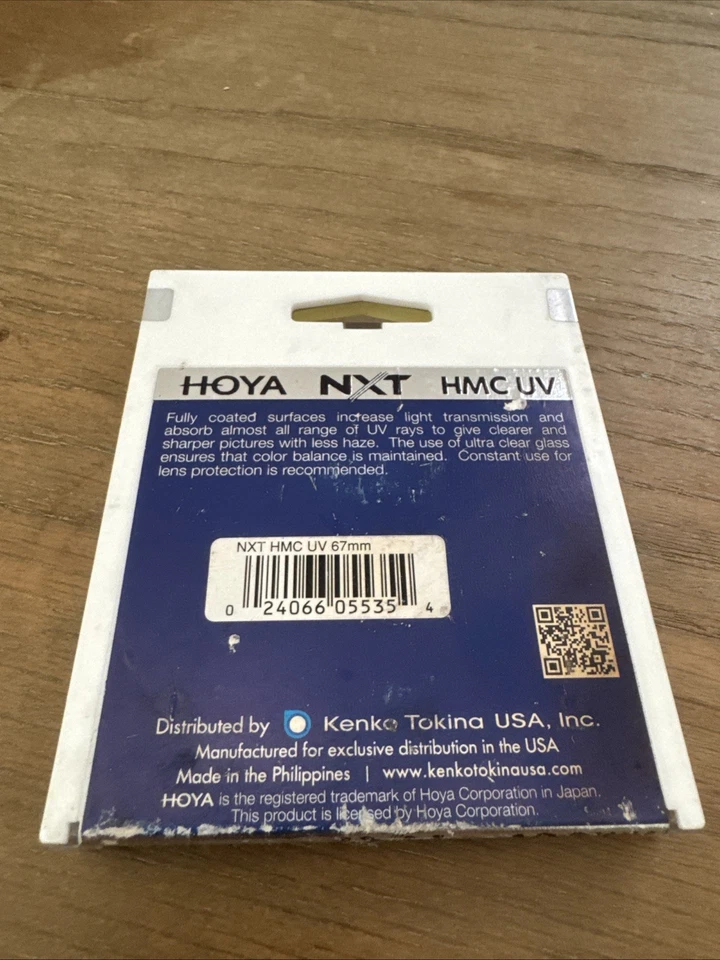 HOYA NXT HMC UV
Fully coated surfaces increase light transmission and
absorb almost all range of UV rays to give clearer and
sharper pictures with less haze. The use of ultra clear glass
ensures that color balance is maintained. Constant use for
lens protection is recommended.
NXT HMC UV 67mm
0 24066 05535 4
Distributed by Kenko Tokina USA, Inc.
Manufactured for exclusive distribution in the USA
Made in the Philippines | www.kenkotokinausa.com
HOYA is the registered trademark of Hoya Corporation in Japan.
This product is licensed by Hoya Corporation.